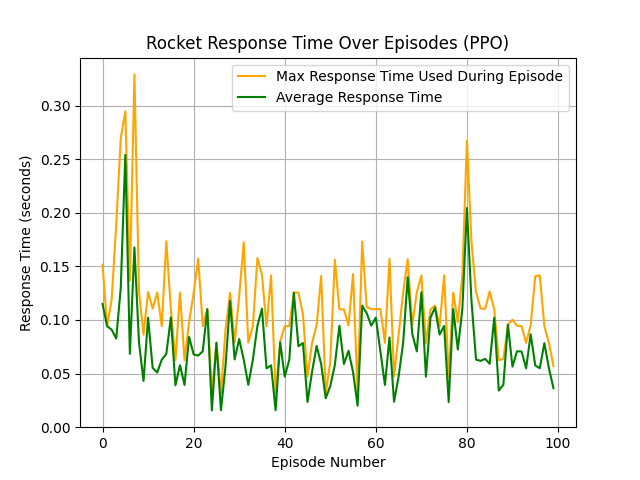 Rocket Response Time Over Episodes (PPO)
Max Response Time Used During Episode
Average Response Time
Response Time (seconds)
0.30
0.25
0.20
0.15
0.10
0.05
0.00
0 20 40 60 80 100
Episode Number